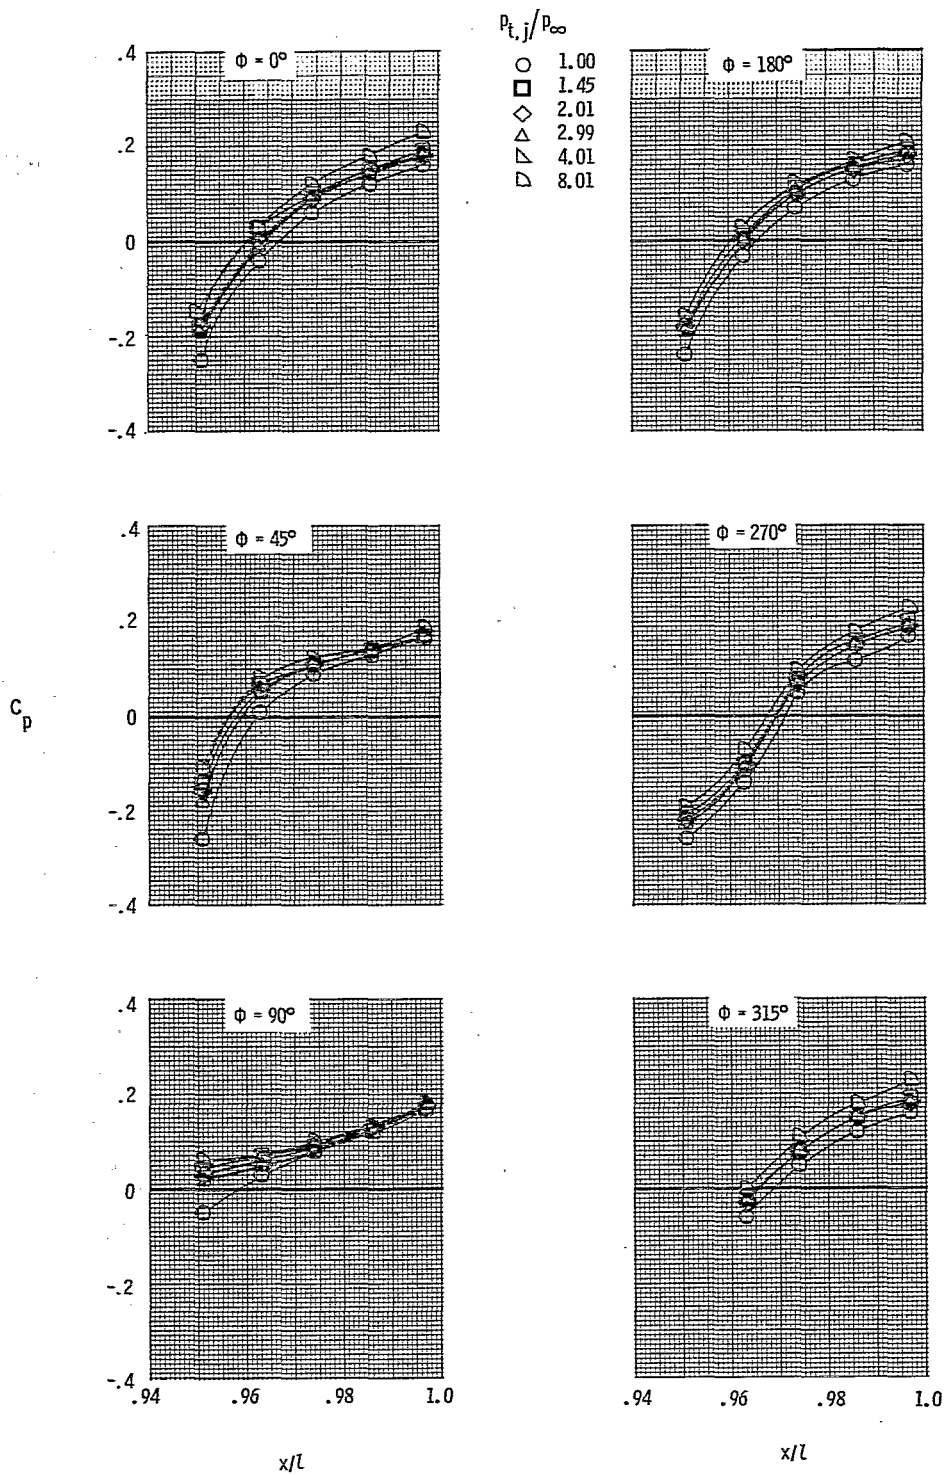 p_t,j/p_∞
1.00
1.45
2.01
2.99
4.01
8.01
Φ = 0°
.4
.2
0
-.2
-.4
Φ = 180°
Φ = 45°
.4
.2
0
-.2
-.4
C_p
Φ = 270°
Φ = 90°
.4
.2
0
-.2
-.4
.94 .96 .98 1.0
x/l
Φ = 315°
.94 .96 .98 1.0
x/l